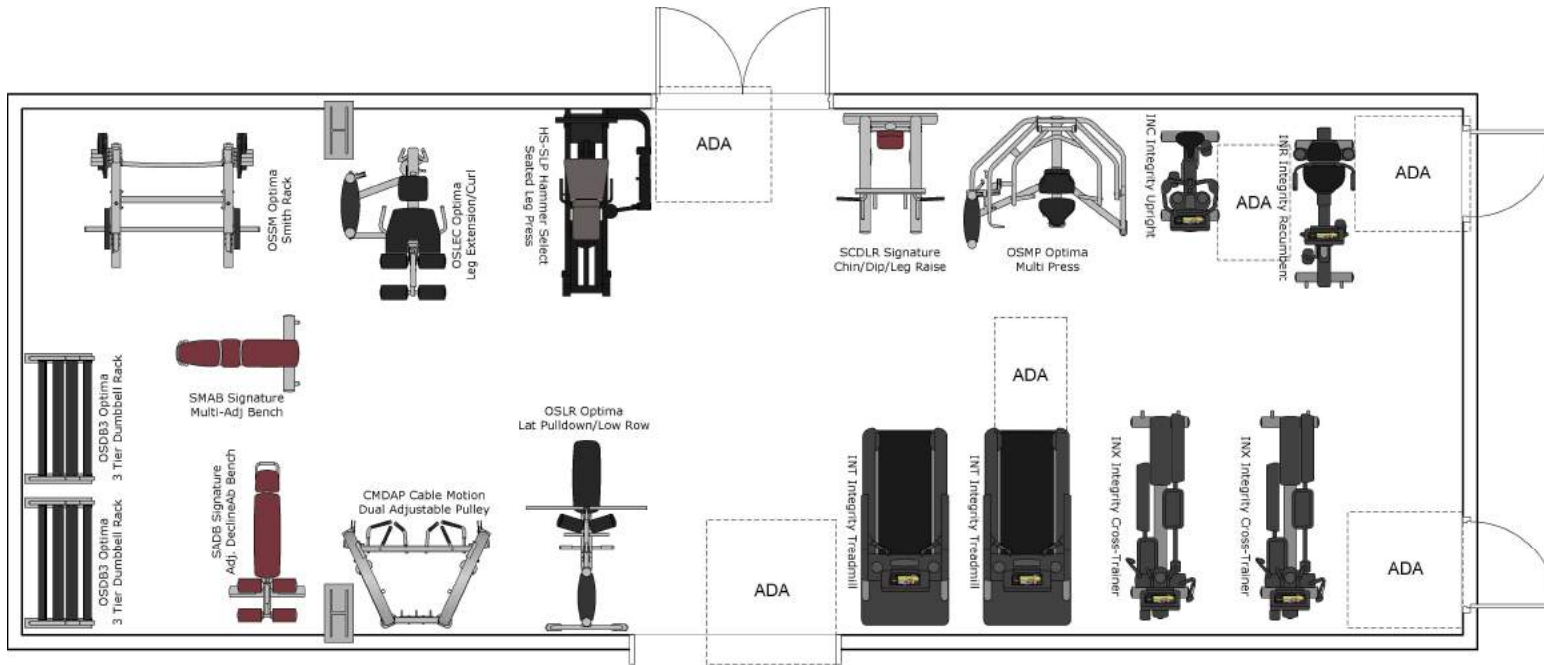 OSSM Optima
Smith Rack
OSLEC Optima
Leg Extension/Curl
HS-SLP Hammer Select
Seated Leg Press
ADA
SCDLR Signature
Chin/Dip/Leg Raise
OSMP Optima
Multi Press
INC Integrity Upright
ADA
INR Integrity Recumbent
ADA
OSDB3 Optima
3 Tier Dumbbell Rack
SMAB Signature
Multi-Adj Bench
OSLR Optima
Lat Pulldown/Low Row
ADA
OSDB3 Optima
3 Tier Dumbbell Rack
SADB Signature
Adj. DeclineAb Bench
CMDAP Cable Motion
Dual Adjustable Pulley
ADA
INT Integrity Treadmill
INT Integrity Treadmill
INX Integrity Cross-Trainer
INX Integrity Cross-Trainer
ADA